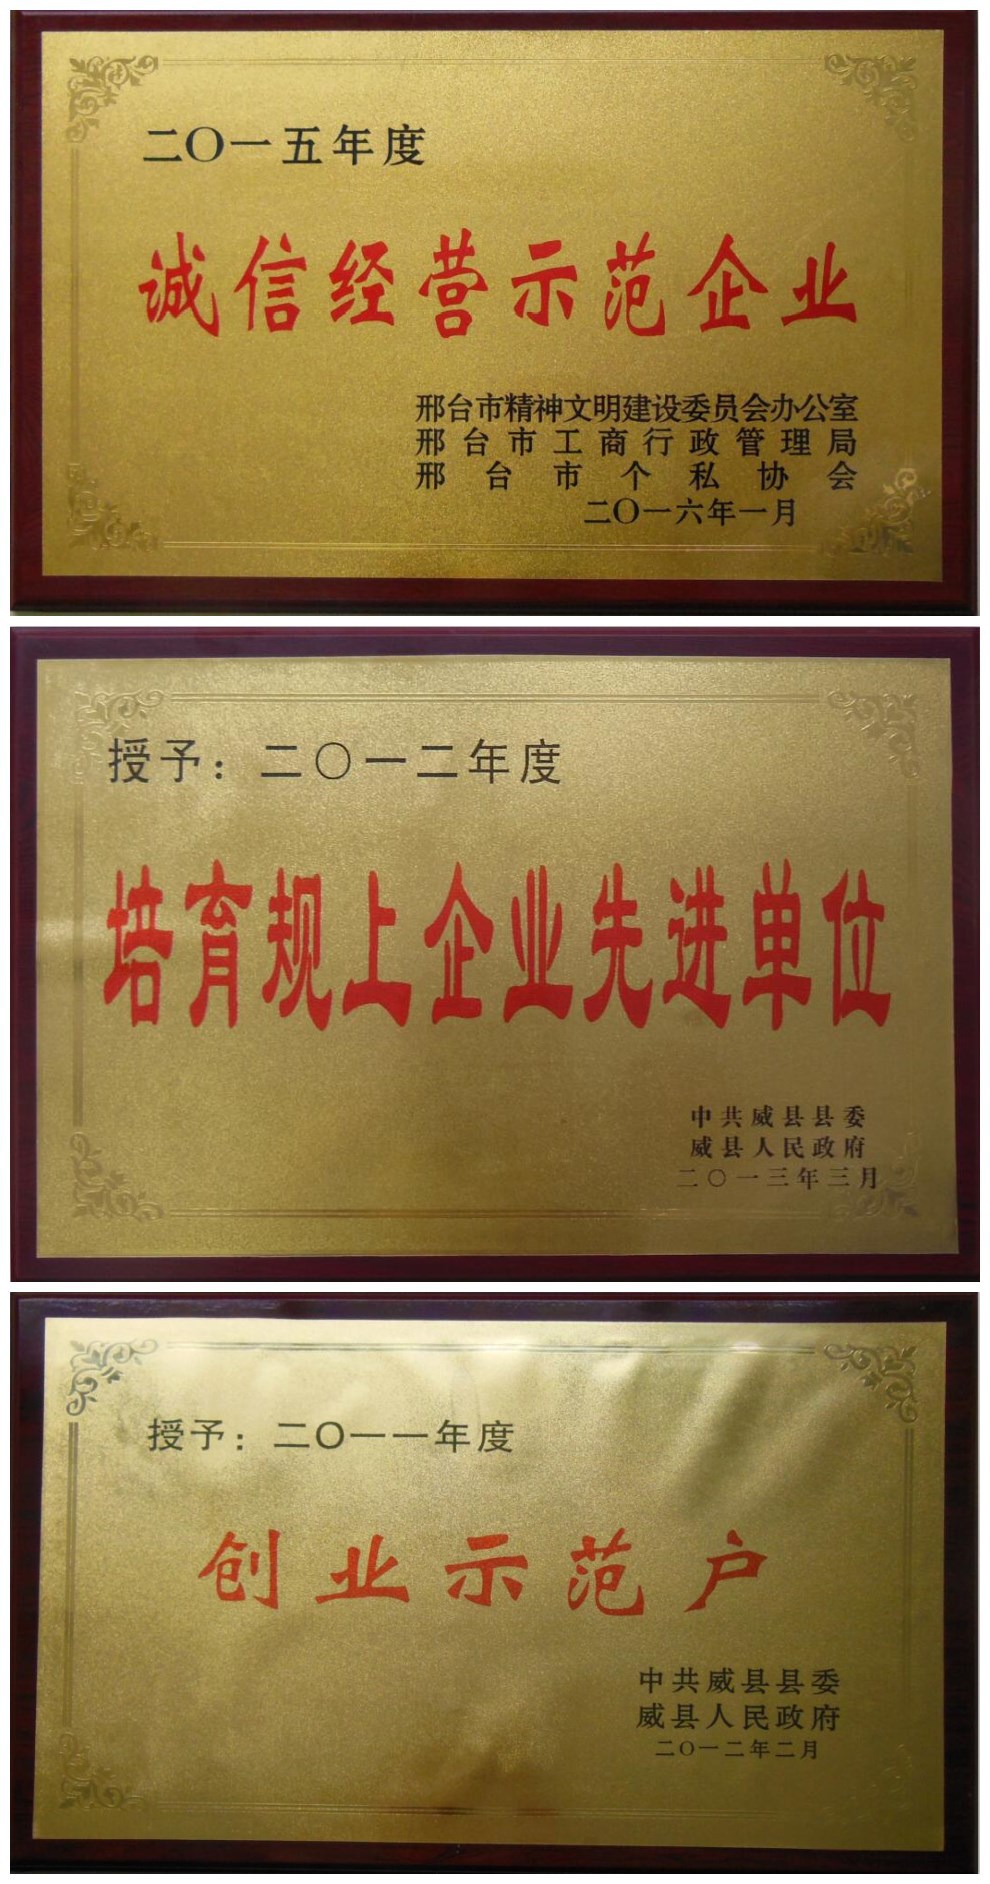 二〇一五年度
诚信经营示范企业
邢台市精神文明建设委员会办公室
邢台市工商行政管理局
邢台市个私协会
二〇一六年一月
授予：二〇一二年度
培育规上企业先进单位
中共威县县委
威县人民政府
二〇一三年三月
授予：二〇一一年度
创业示范户
中共威县县委
威县人民政府
二〇一二年二月